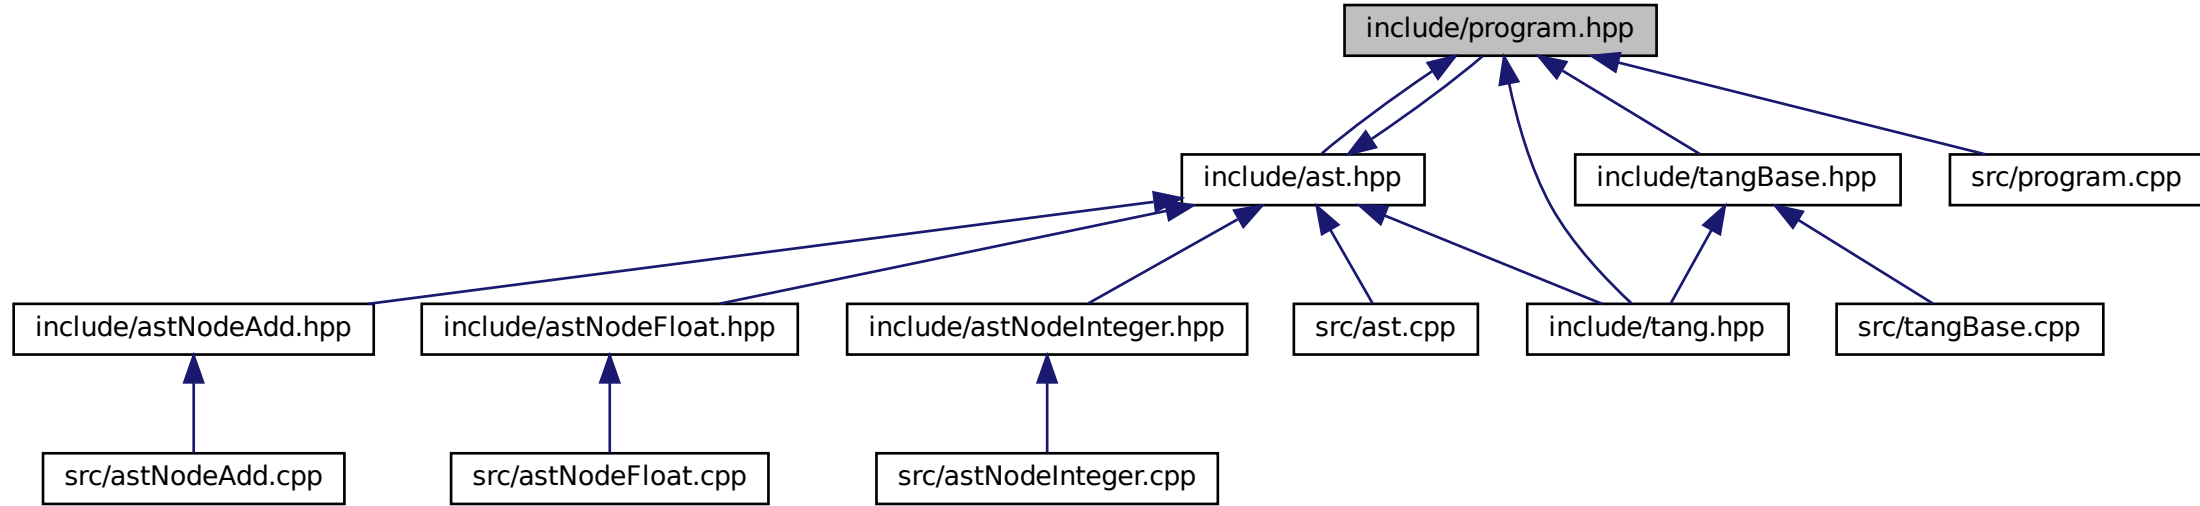 include/program.hpp
include/ast.hpp
include/tangBase.hpp
src/program.cpp
include/astNodeAdd.hpp
include/astNodeFloat.hpp
include/astNodeInteger.hpp
src/ast.cpp
include/tang.hpp
src/tangBase.cpp
src/astNodeAdd.cpp
src/astNodeFloat.cpp
src/astNodeInteger.cpp